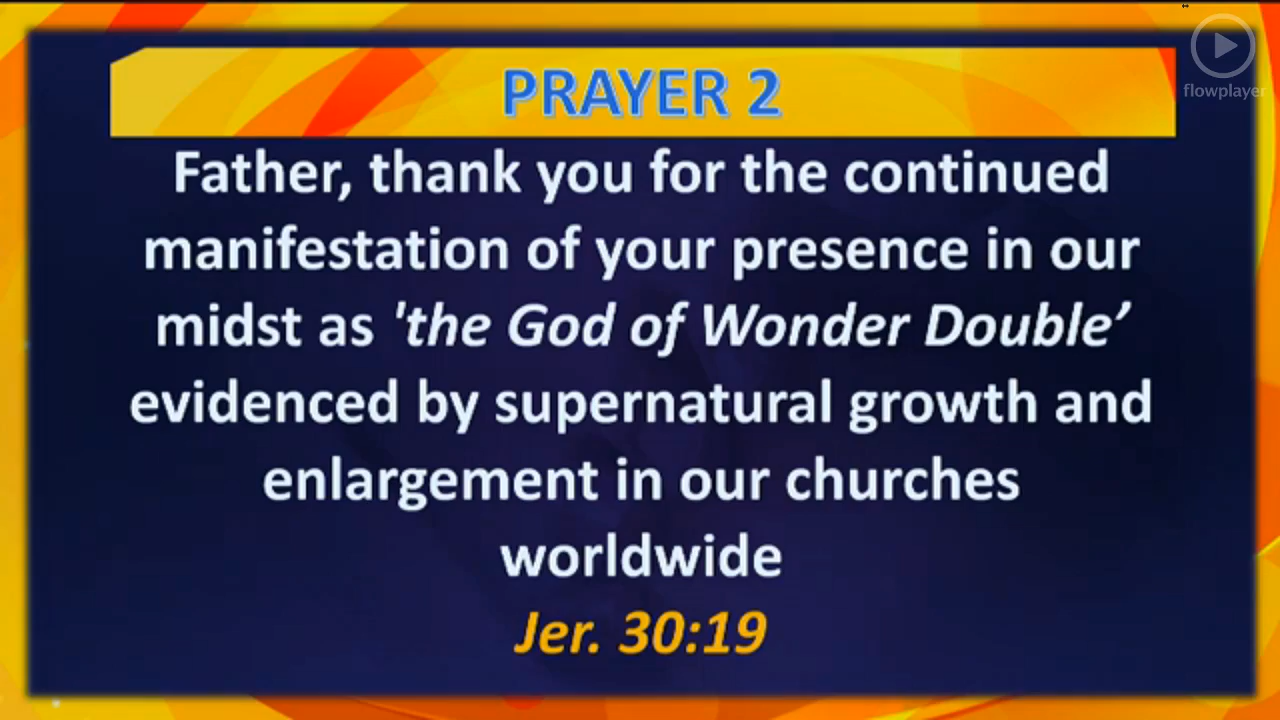 flowplayer
PRAYER 2
Father, thank you for the continued
manifestation of your presence in our
midst as 'the God of Wonder Double’
evidenced by supernatural growth and
enlargement in our churches
worldwide
Jer. 30:19